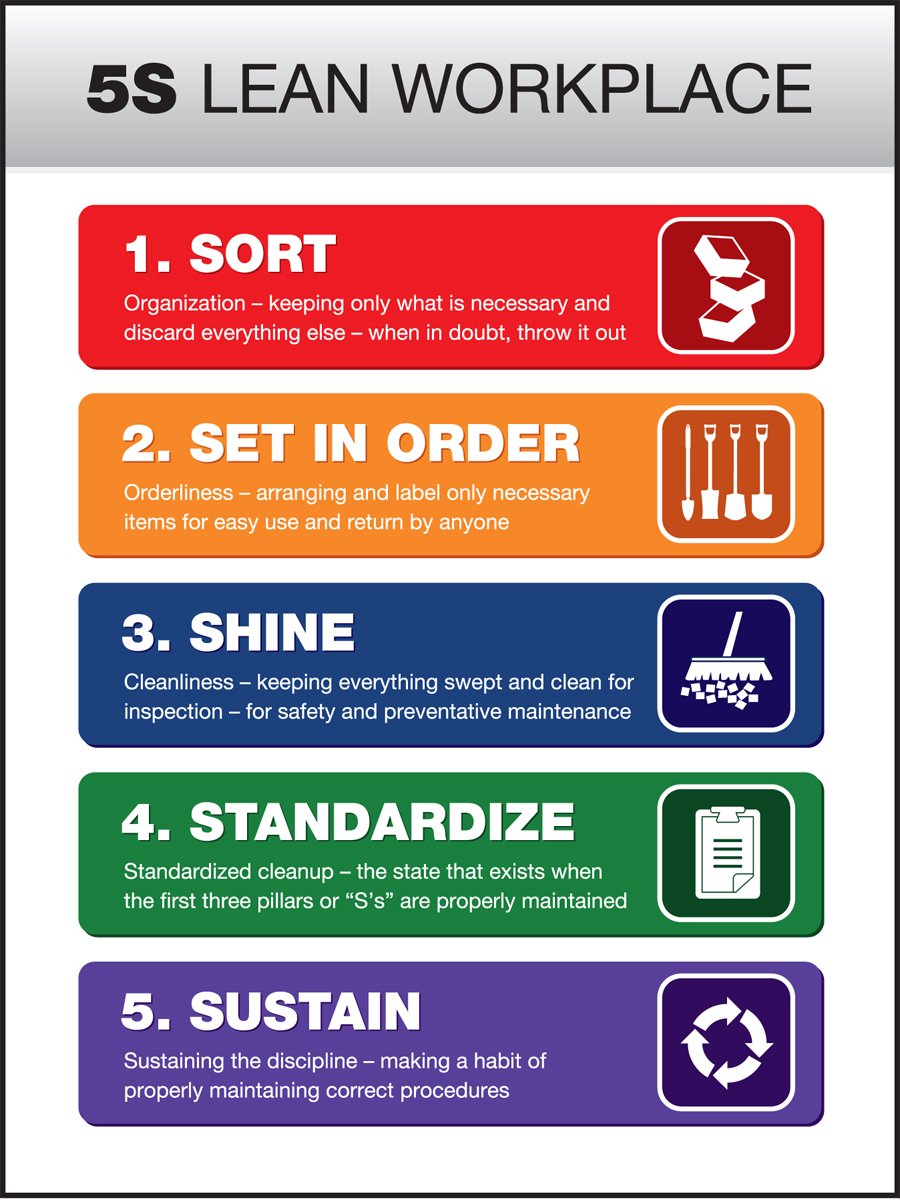 5S LEAN WORKPLACE
1. SORT
Organization – keeping only what is necessary and
discard everything else – when in doubt, throw it out
2. SET IN ORDER
Orderliness – arranging and label only necessary
items for easy use and return by anyone
3. SHINE
Cleanliness – keeping everything swept and clean for
inspection – for safety and preventative maintenance
4. STANDARDIZE
Standardized cleanup – the state that exists when
the first three pillars or “S’s” are properly maintained
5. SUSTAIN
Sustaining the discipline – making a habit of
properly maintaining correct procedures